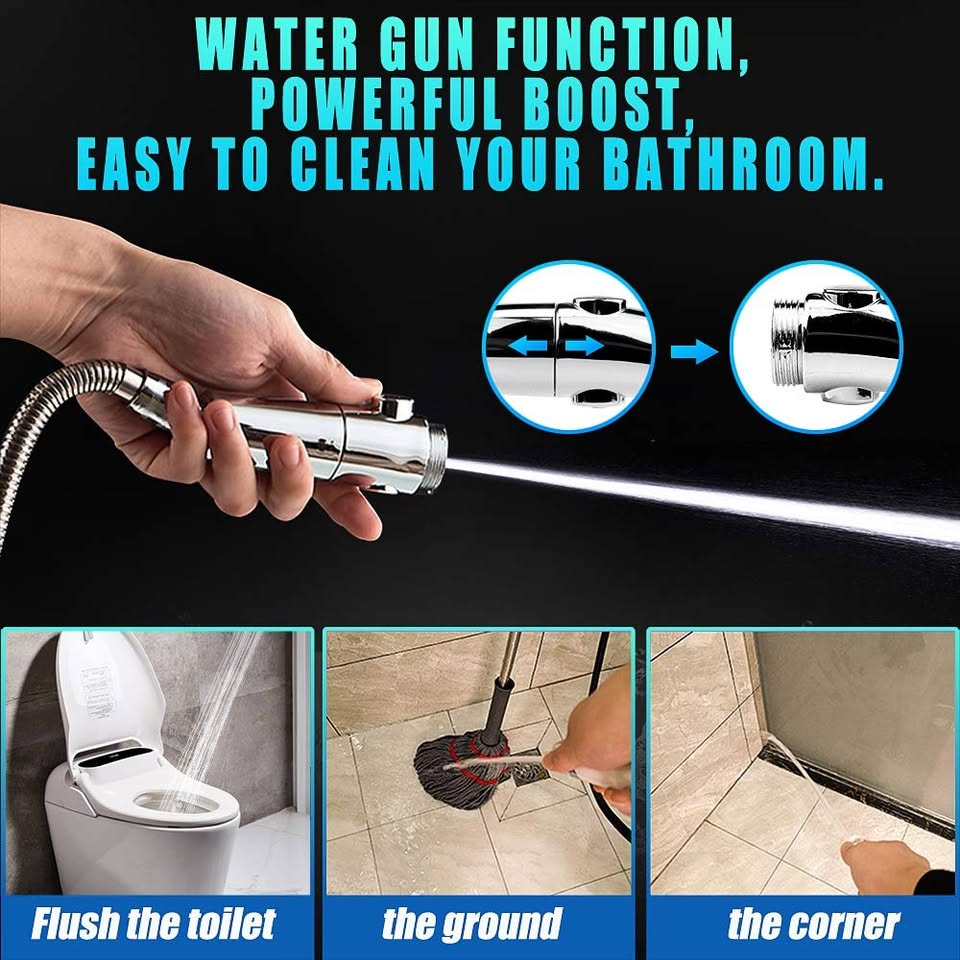 WATER GUN FUNCTION,
POWERFUL BOOST,
EASY TO CLEAN YOUR BATHROOM.
Flush the toilet
the ground
the corner